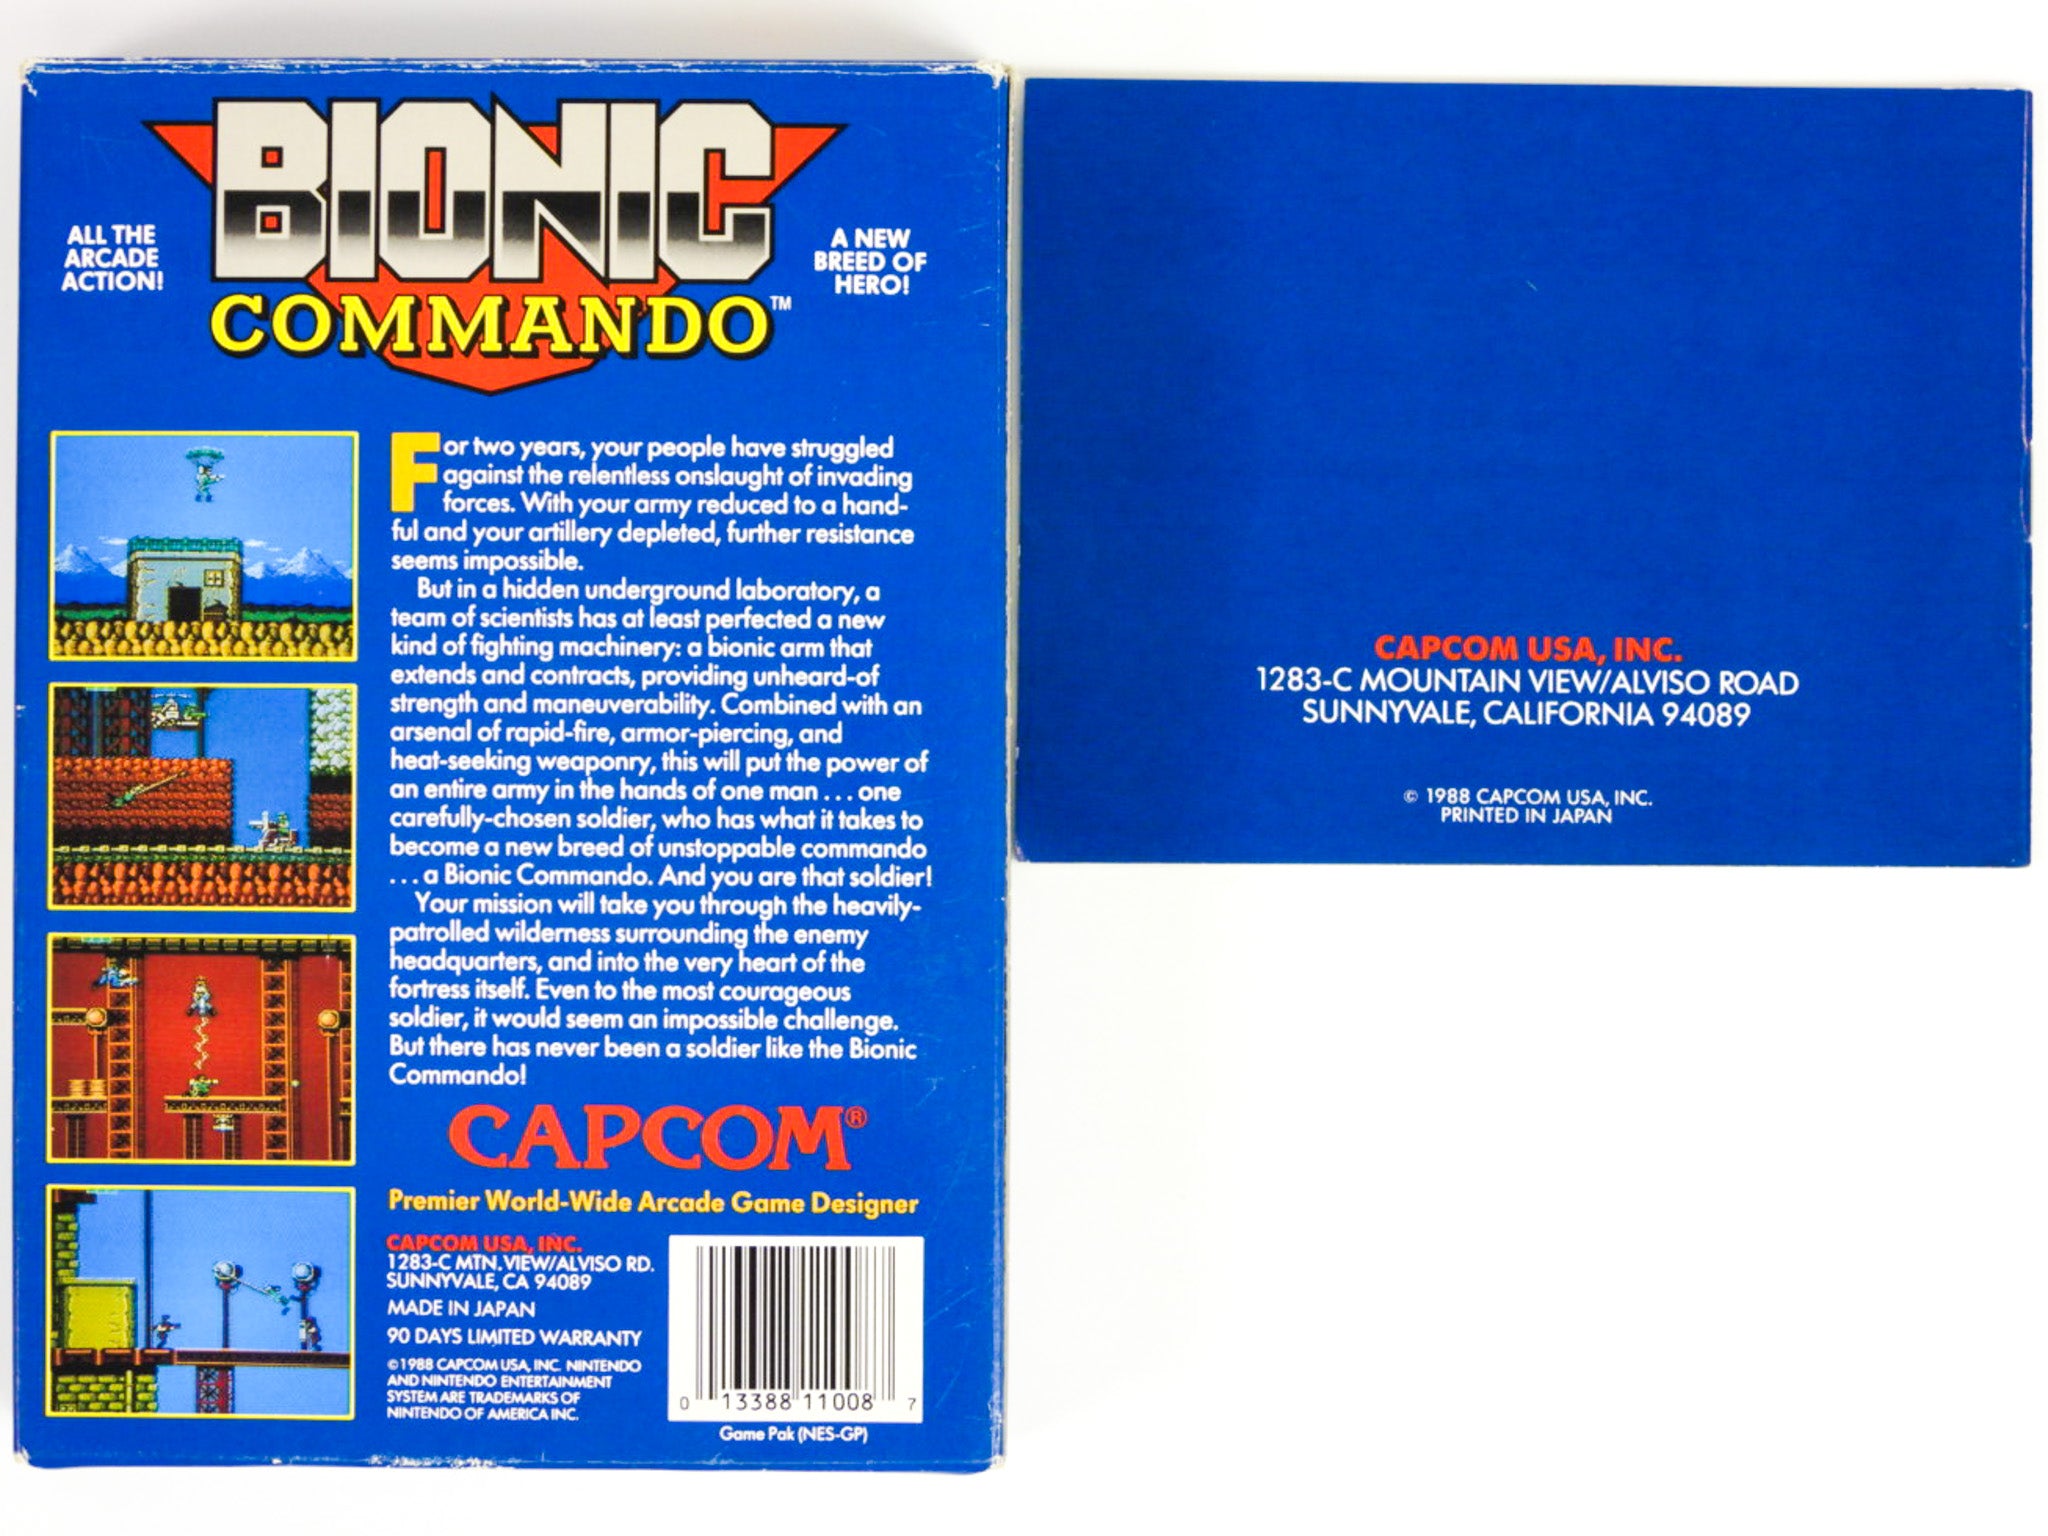 BIONIC
COMMANDO™
ALL THE
ARCADE
ACTION!
A NEW
BREED OF
HERO!
For two years, your people have struggled
against the relentless onslaught of invading
forces. With your army reduced to a hand-
ful and your artillery depleted, further resistance
seems impossible.
But in a hidden underground laboratory, a
team of scientists has at least perfected a new
kind of fighting machinery: a bionic arm that
extends and contracts, providing unheard-of
strength and maneuverability. Combined with an
arsenal of rapid-fire, armor-piercing, and
heat-seeking weaponry, this will put the power of
an entire army in the hands of one man . . . one
carefully-chosen soldier, who has what it takes to
become a new breed of unstoppable commando
. . . a Bionic Commando. And you are that soldier!
Your mission will take you through the heavily-
patrolled wilderness surrounding the enemy
headquarters, and into the very heart of the
fortress itself. Even to the most courageous
soldier, it would seem an impossible challenge.
But there has never been a soldier like the Bionic
Commando!
CAPCOM®
Premier World-Wide Arcade Game Designer
CAPCOM USA, INC.
1283-C MTN. VIEW/ALVISO RD.
SUNNYVALE, CA 94089
MADE IN JAPAN
90 DAYS LIMITED WARRANTY
©1988 CAPCOM USA, INC. NINTENDO
AND NINTENDO ENTERTAINMENT
SYSTEM ARE TRADEMARKS OF
NINTENDO OF AMERICA INC.
0 13388 11008 7
Game Pak (NES-GP)
CAPCOM USA, INC.
1283-C MOUNTAIN VIEW/ALVISO ROAD
SUNNYVALE, CALIFORNIA 94089
© 1988 CAPCOM USA, INC.
PRINTED IN JAPAN